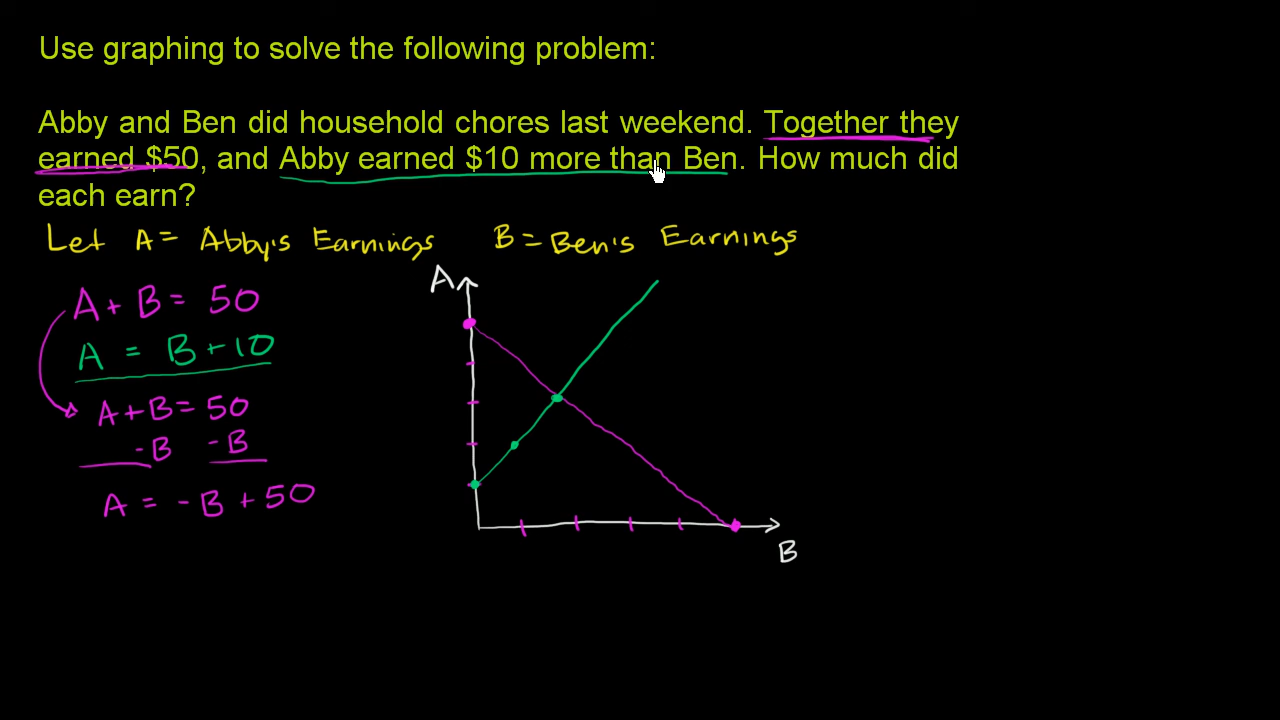 Use graphing to solve the following problem:
Abby and Ben did household chores last weekend. Together they
earned $50, and Abby earned $10 more than Ben. How much did
each earn?
Let A = Abby's Earnings B = Ben's Earnings
A + B = 50
A = B + 10
A + B = 50
- B - B
A = - B + 50
A
B